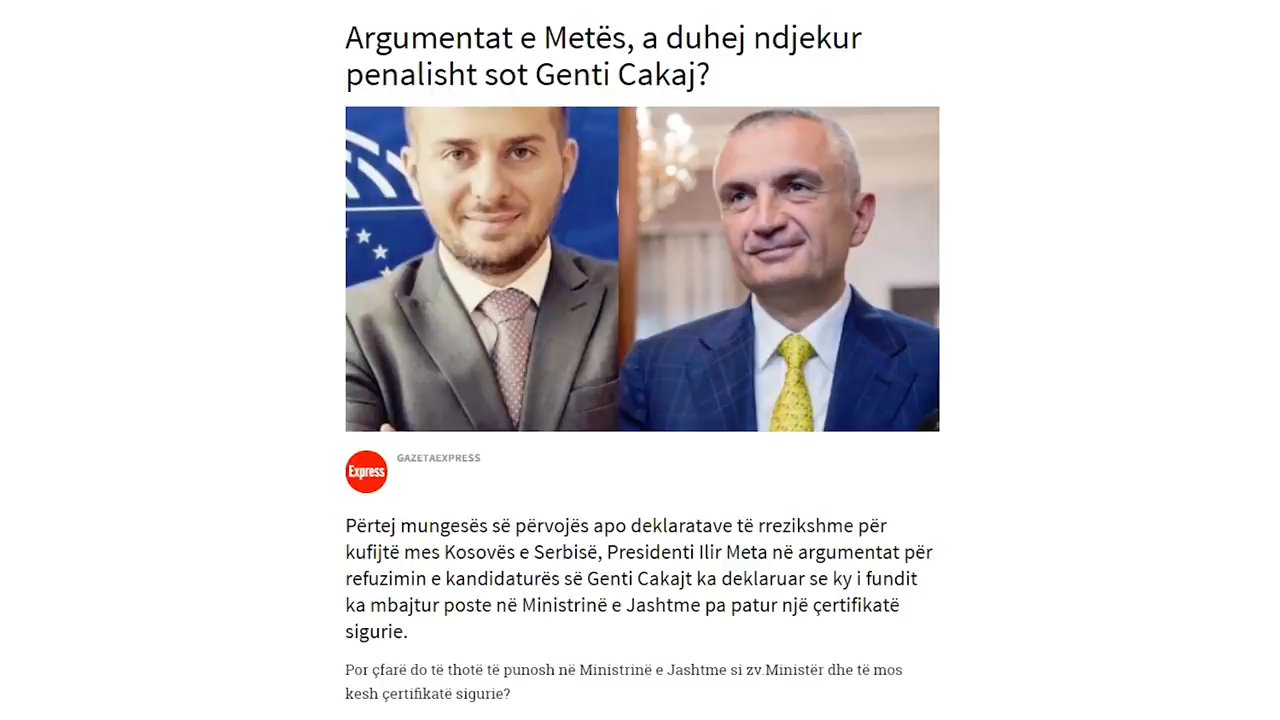 Argumentat e Metës, a duhej ndjekur
penalisht sot Genti Cakaj?
Express
GAZETAEXPRESS
Përtej mungesës së përvojës apo deklaratave të rrezikshme për
kufijtë mes Kosovës e Serbisë, Presidenti Ilir Meta në argumentat për
refuzimin e kandidaturës së Genti Cakajt ka deklaruar se ky i fundit
ka mbajtur poste në Ministrinë e Jashtme pa patur një çertifikatë
sigurie.
Por çfarë do të thotë të punosh në Ministrinë e Jashtme si zv.Ministër dhe të mos
kesh çertifikatë sigurie?